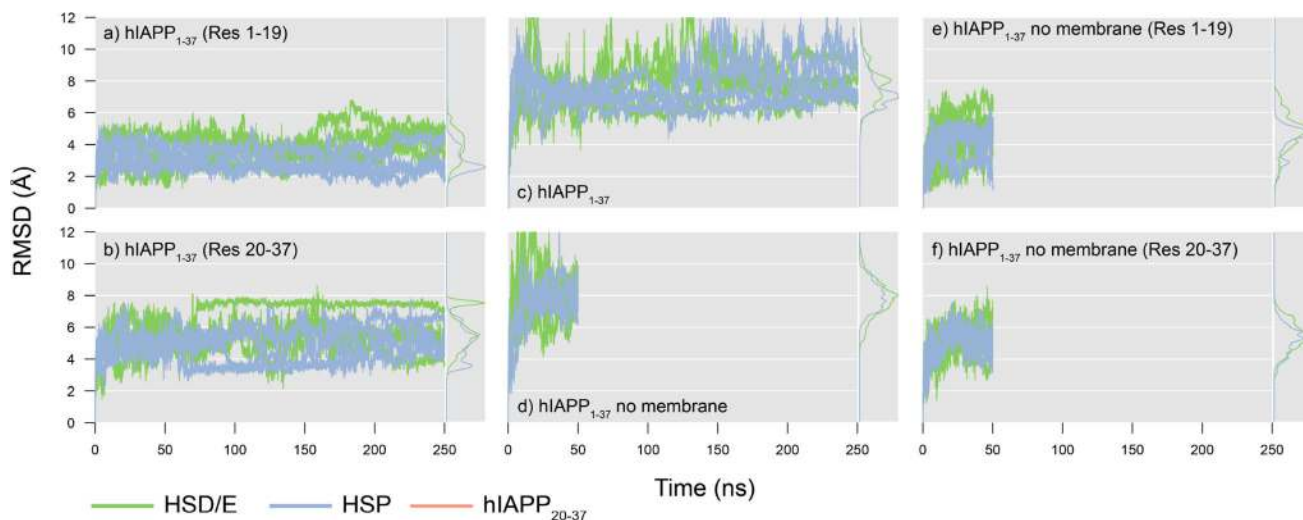 RMSD (Å)
12
10
8
6
4
2
0
a) hIAPP1-37 (Res 1-19)
c) hIAPP1-37
e) hIAPP1-37 no membrane (Res 1-19)
12
10
8
6
4
2
0
b) hIAPP1-37 (Res 20-37)
d) hIAPP1-37 no membrane
f) hIAPP1-37 no membrane (Res 20-37)
0 50 100 150 200 250
0 50 100 150 200 250
0 50 100 150 200 250
Time (ns)
HSD/E HSP hIAPP20-37